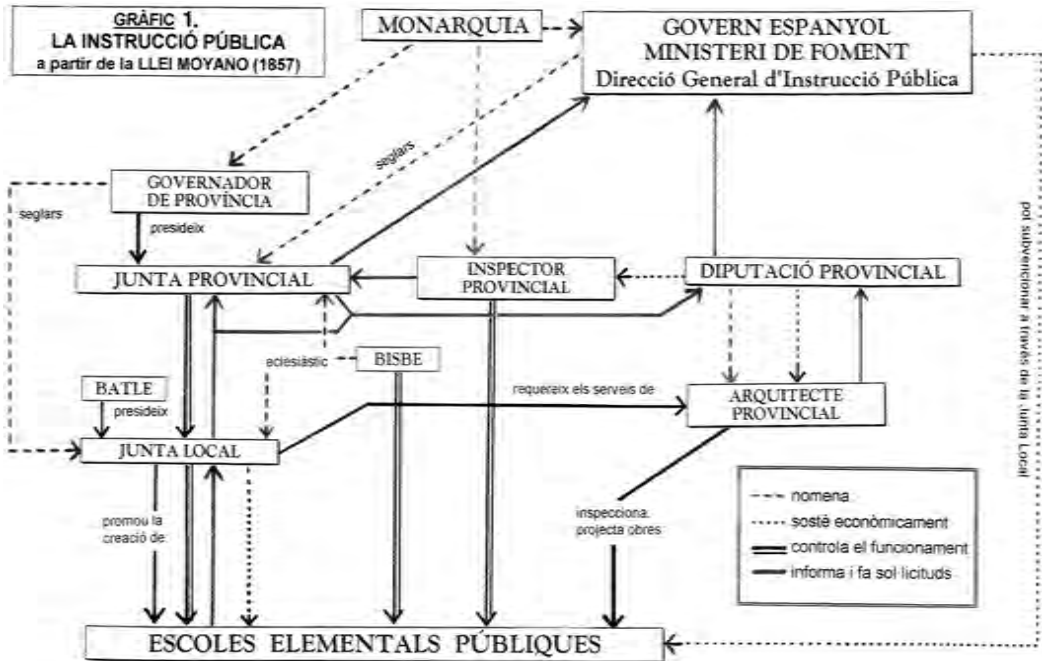 GRÀFIC 1.
LA INSTRUCCIÓ PÚBLICA
a partir de la LLEI MOYANO (1857)
MONARQUIA
GOVERN ESPANYOL
MINISTERI DE FOMENT
Direcció General d'Instrucció Pública
seglars
GOVERNADOR
DE PROVÍNCIA
seglars
presideix
JUNTA PROVINCIAL
INSPECTOR
PROVINCIAL
DIPUTACIÓ PROVINCIAL
pot subvencionar a través de la Junta Local
eclesiàstic
BISBE
BATLE
presideix
requereix els serveis de
ARQUITECTE
PROVINCIAL
JUNTA LOCAL
promou la
creació de
inspecciona.
projecta obres
nomena
sosté econòmicament
controla el funcionament
informa i fa sol·licituds
ESCOLES ELEMENTALS PÚBLIQUES